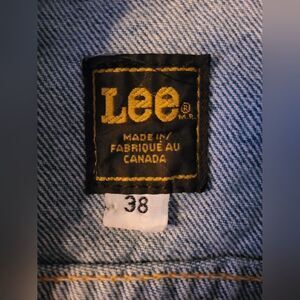 Lee®
M.R.
MADE IN/
FABRIQUÉ AU
CANADA
38